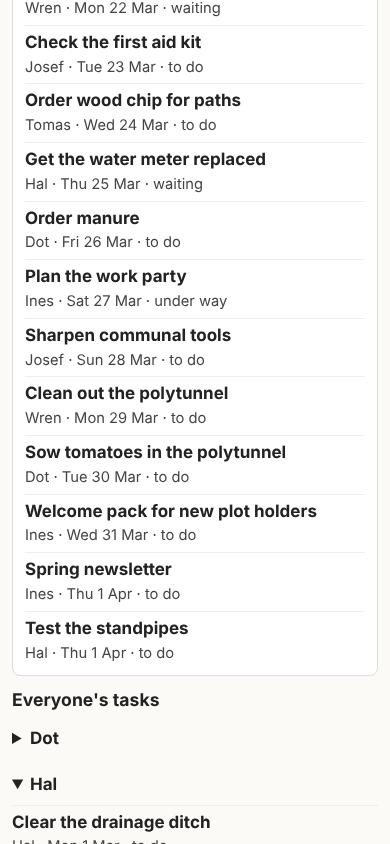 Wren · Mon 22 Mar · waiting
Check the first aid kit
Josef · Tue 23 Mar · to do
Order wood chip for paths
Tomas · Wed 24 Mar · to do
Get the water meter replaced
Hal · Thu 25 Mar · waiting
Order manure
Dot · Fri 26 Mar · to do
Plan the work party
Ines · Sat 27 Mar · under way
Sharpen communal tools
Josef · Sun 28 Mar · to do
Clean out the polytunnel
Wren · Mon 29 Mar · to do
Sow tomatoes in the polytunnel
Dot · Tue 30 Mar · to do
Welcome pack for new plot holders
Ines · Wed 31 Mar · to do
Spring newsletter
Ines · Thu 1 Apr · to do
Test the standpipes
Hal · Thu 1 Apr · to do
Everyone's tasks
Dot
Hal
Clear the drainage ditch
Hal · Mon 1 Mar · to do